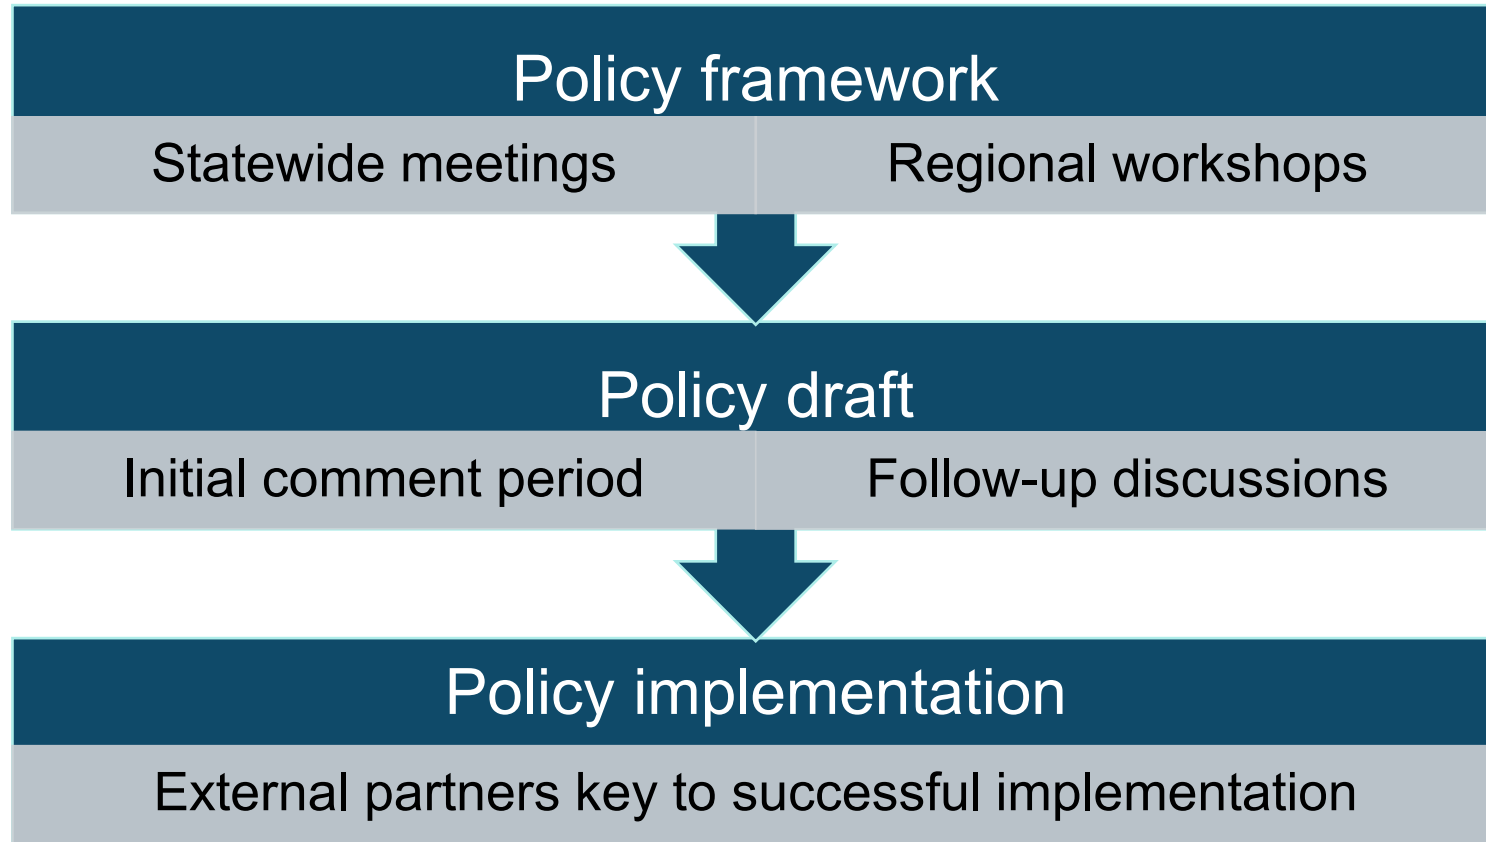 Policy framework
Statewide meetings
Regional workshops
Policy draft
Initial comment period
Follow-up discussions
Policy implementation
External partners key to successful implementation